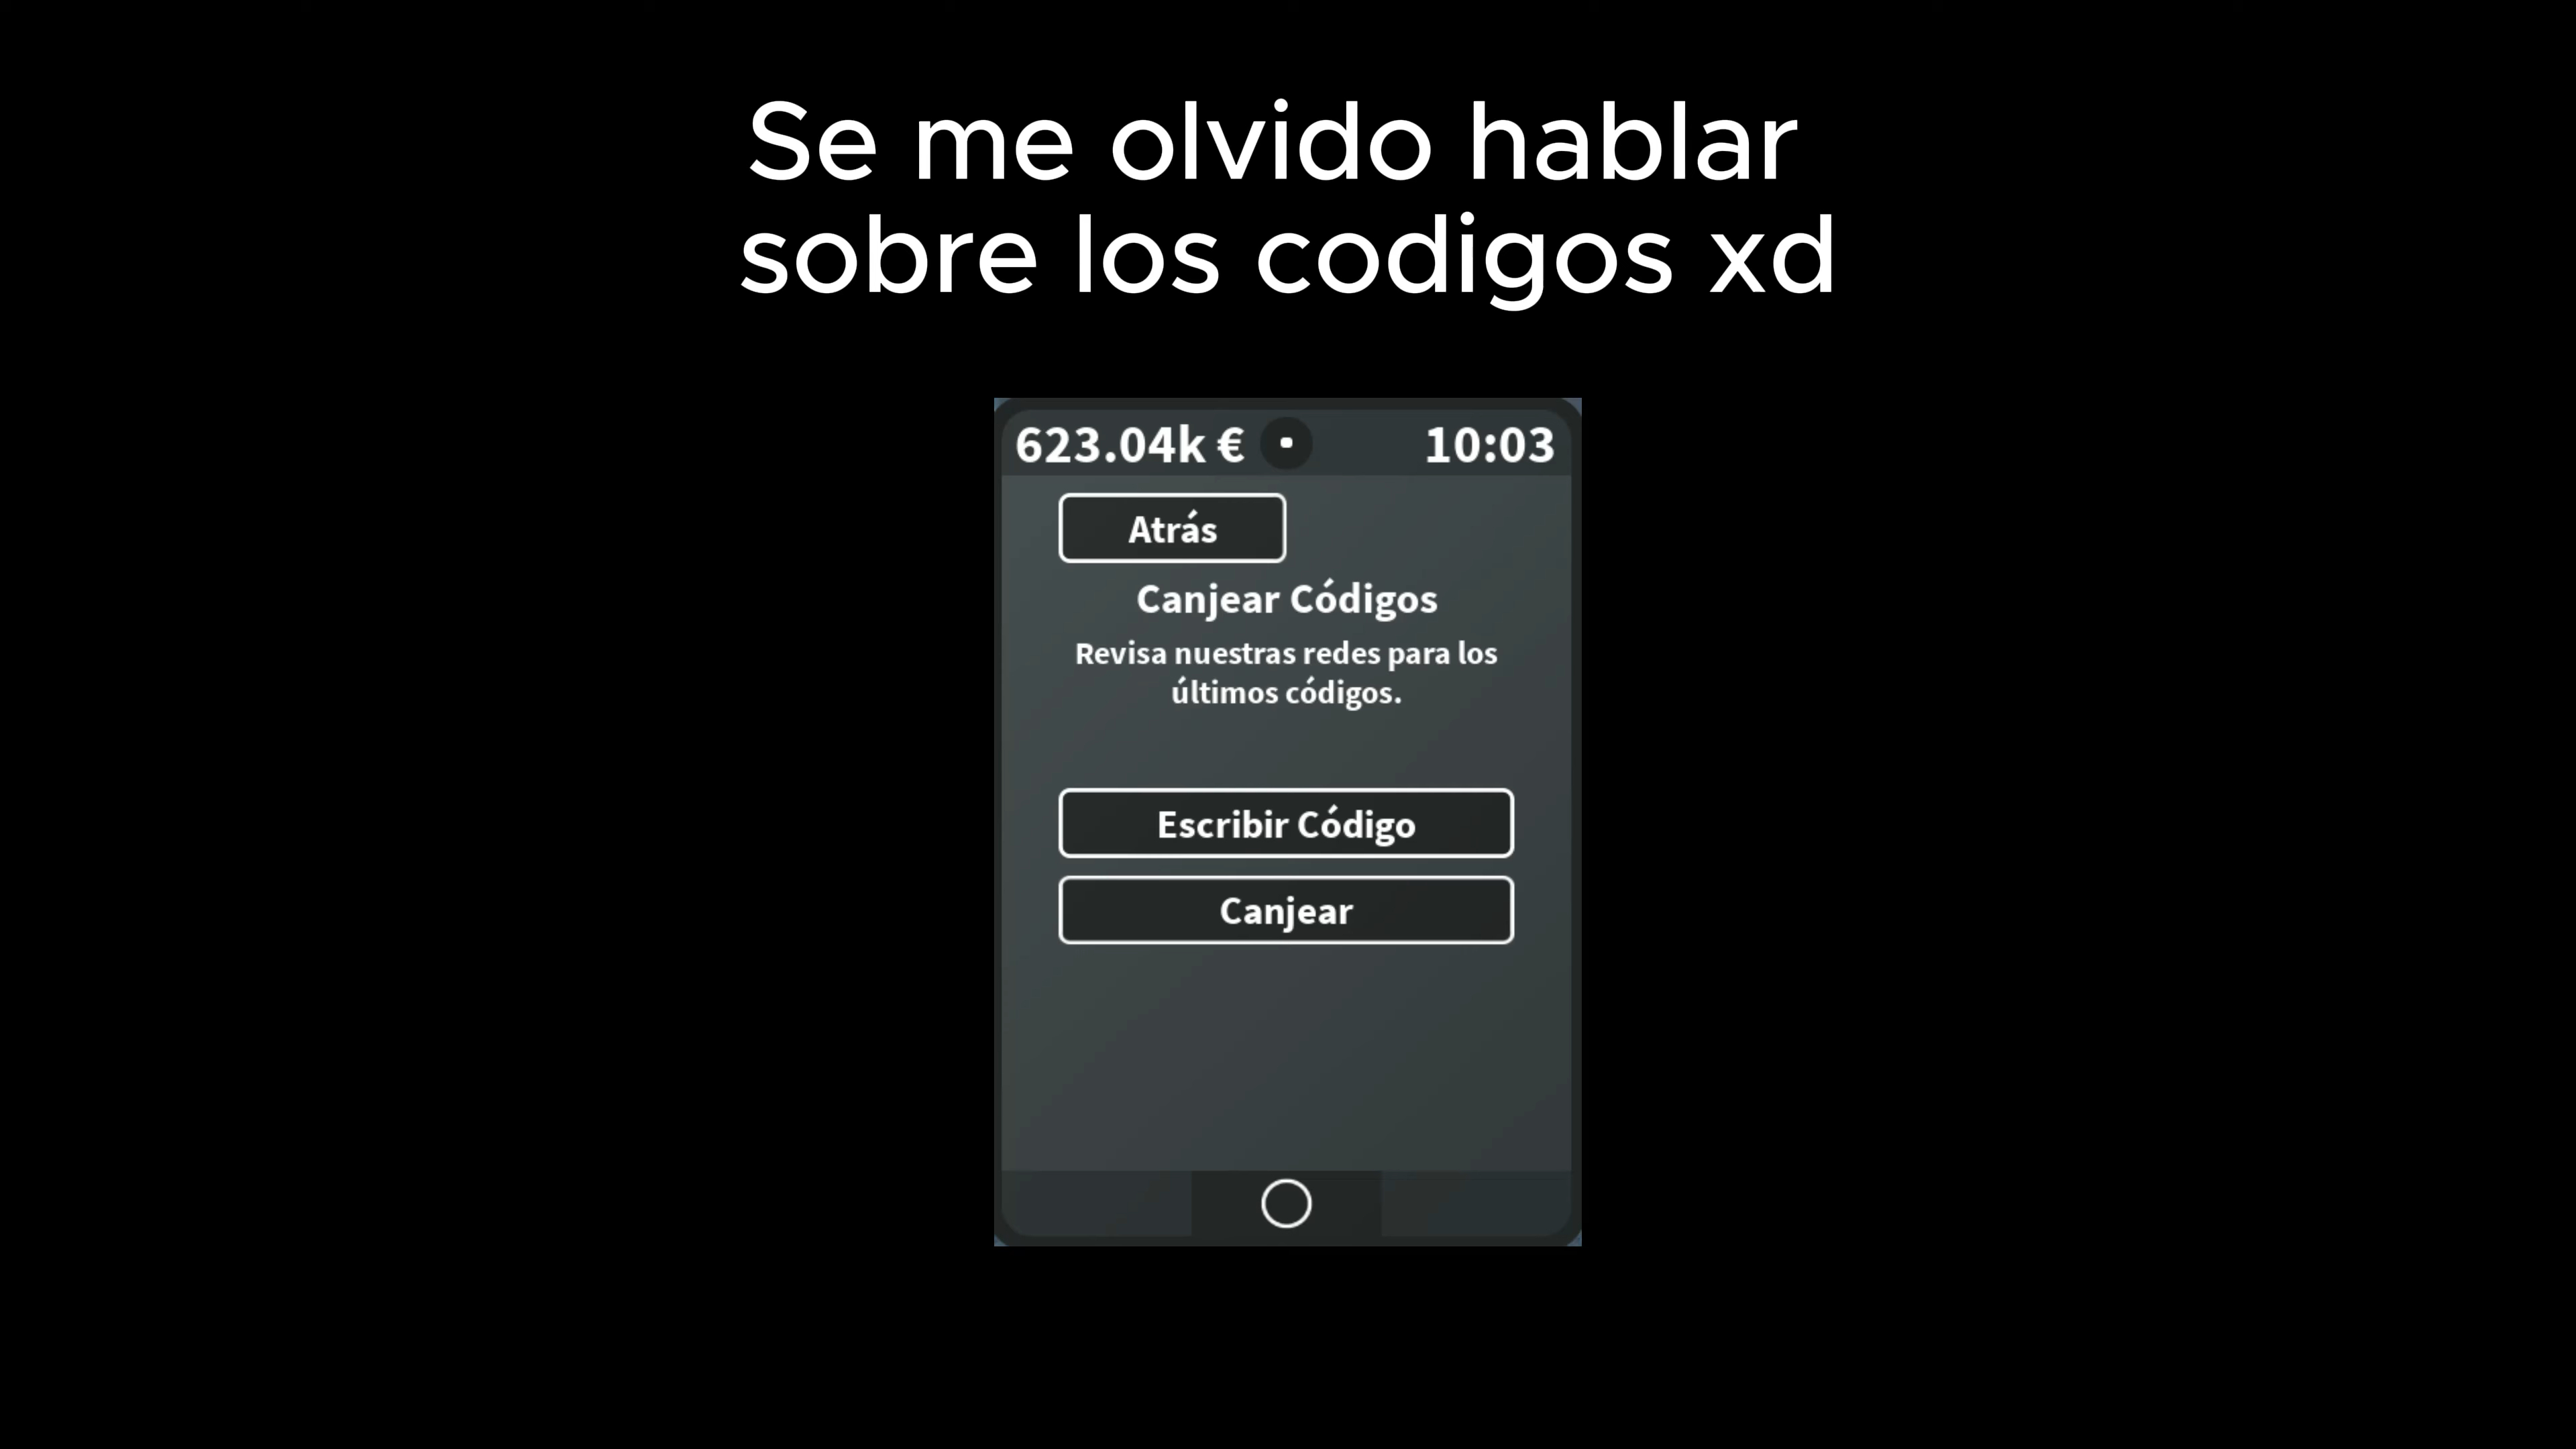 Se me olvido hablar
sobre los codigos xd
623.04k € 10:03
Atrás
Canjear Códigos
Revisa nuestras redes para los
últimos códigos.
Escribir Código
Canjear